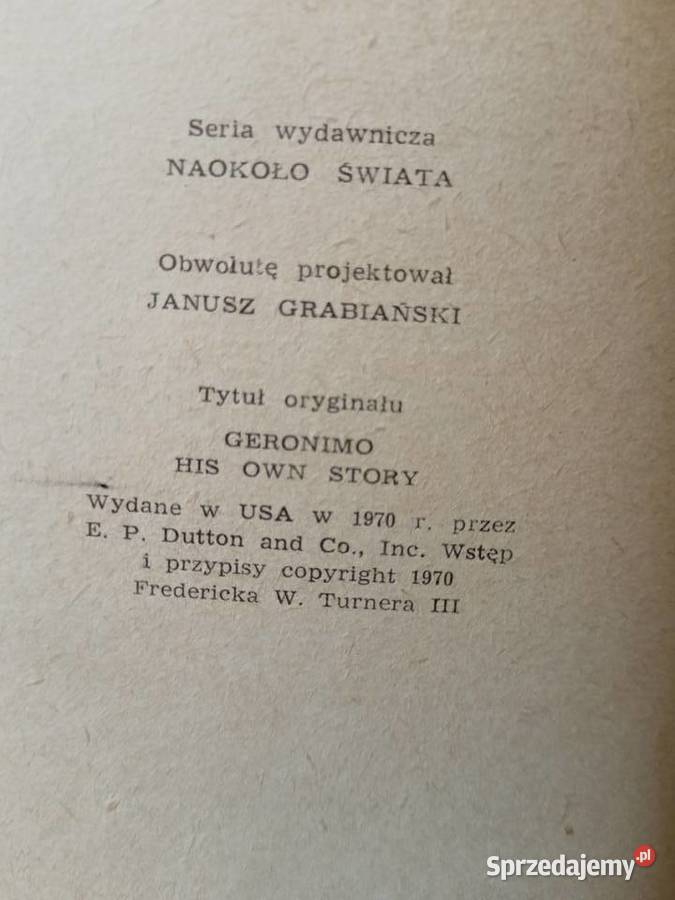 Seria wydawnicza
NAOKOŁO ŚWIATA
Obwolutę projektował
JANUSZ GRABIAŃSKI
Tytuł oryginału
GERONIMO
HIS OWN STORY
Wydane w USA w 1970 r. przez
E. P. Dutton and Co., Inc. Wstęp
i przypisy copyright 1970
Fredericka W. Turnera III
Sprzedajemy.pl